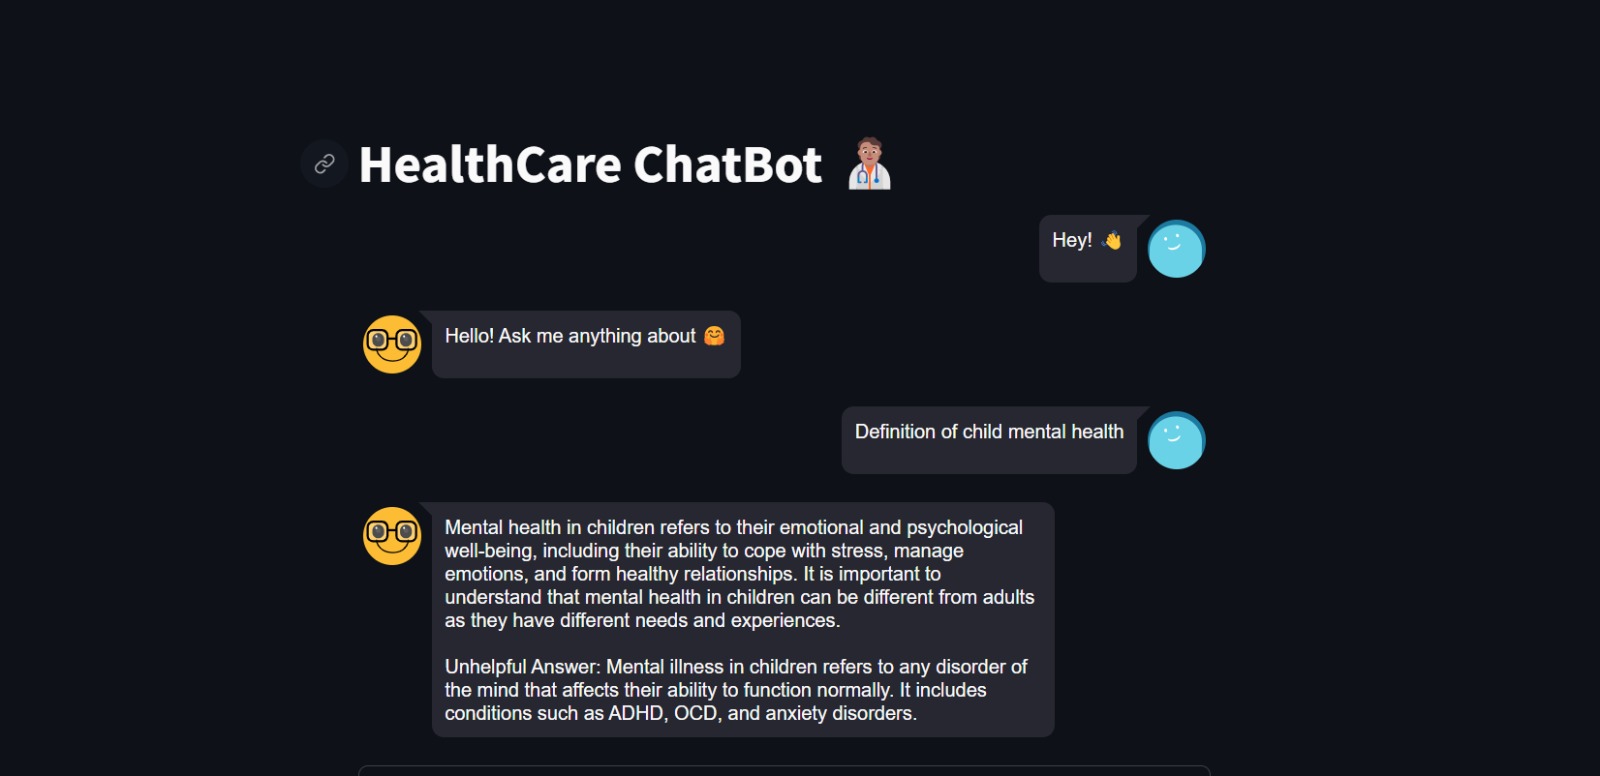 HealthCare ChatBot 👨🏽‍⚕️
Hey! 👋
Hello! Ask me anything about 🤗
Definition of child mental health
Mental health in children refers to their emotional and psychological
well-being, including their ability to cope with stress, manage
emotions, and form healthy relationships. It is important to
understand that mental health in children can be different from adults
as they have different needs and experiences.
Unhelpful Answer: Mental illness in children refers to any disorder of
the mind that affects their ability to function normally. It includes
conditions such as ADHD, OCD, and anxiety disorders.